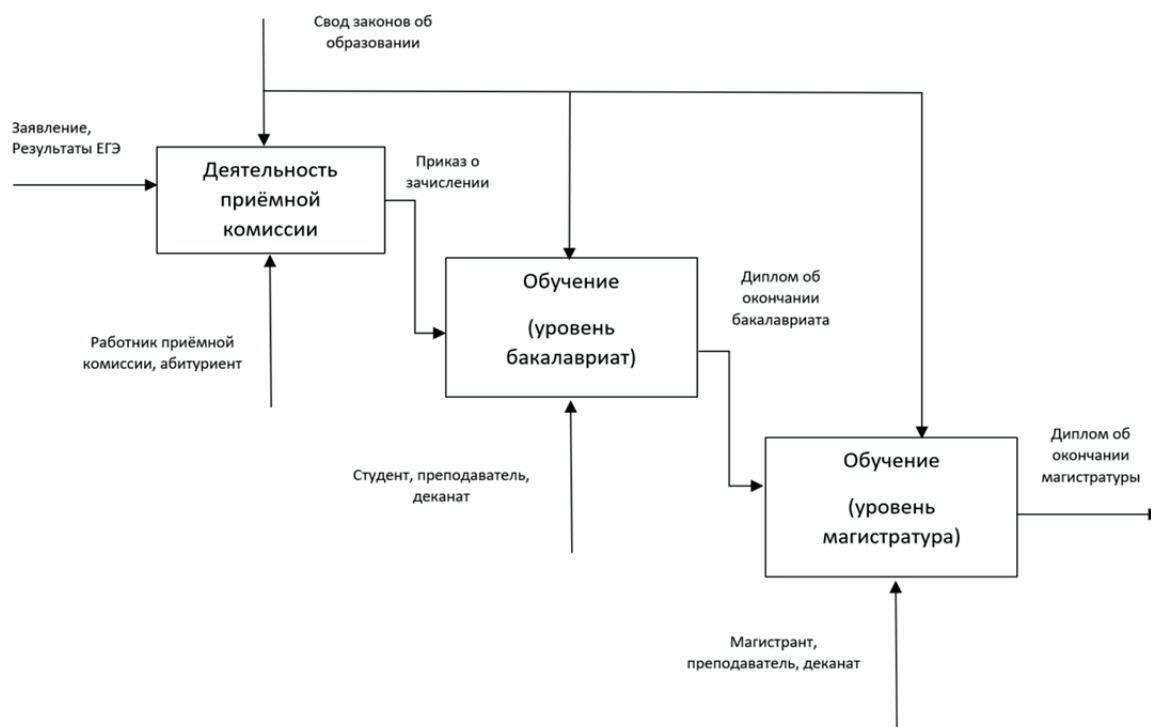 Свод законов об
образовании
Заявление,
Результаты ЕГЭ
Деятельность
приёмной
комиссии
Приказ о
зачислении
Работник приёмной
комиссии, абитуриент
Обучение
(уровень
бакалавриат)
Диплом об
окончании
бакалавриата
Студент, преподаватель,
деканат
Обучение
(уровень
магистратура)
Диплом об
окончании
магистратуры
Магистрант,
преподаватель, деканат